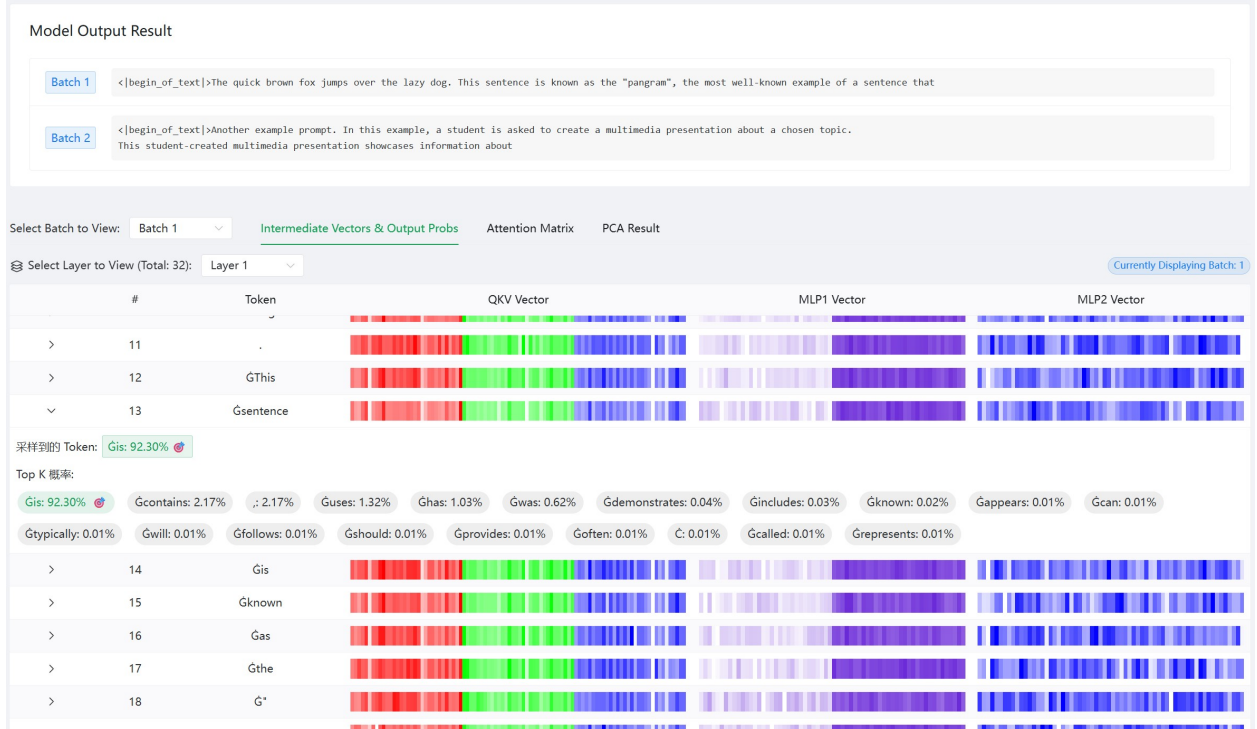 Model Output Result
Batch 1
<|begin_of_text|>The quick brown fox jumps over the lazy dog. This sentence is known as the "pangram", the most well-known example of a sentence that
Batch 2
<|begin_of_text|>Another example prompt. In this example, a student is asked to create a multimedia presentation about a chosen topic.
This student-created multimedia presentation showcases information about
Select Batch to View: Batch 1 Intermediate Vectors & Output Probs Attention Matrix PCA Result
Select Layer to View (Total: 32): Layer 1 Currently Displaying Batch: 1
# Token QKV Vector MLP1 Vector MLP2 Vector
11 .
12 ĠThis
13 Ġsentence
采样到的 Token: Ġis: 92.30%
Top K 概率:
Ġis: 92.30% Ġcontains: 2.17% ,: 2.17% Ġuses: 1.32% Ġhas: 1.03% Ġwas: 0.62% Ġdemonstrates: 0.04% Ġincludes: 0.03% Ġknown: 0.02% Ġappears: 0.01% Ġcan: 0.01%
Ġtypically: 0.01% Ġwill: 0.01% Ġfollows: 0.01% Ġshould: 0.01% Ġprovides: 0.01% Ġoften: 0.01% Ċ: 0.01% Ġcalled: 0.01% Ġrepresents: 0.01%
14 Ġis
15 Ġknown
16 Ġas
17 Ġthe
18 Ġ"